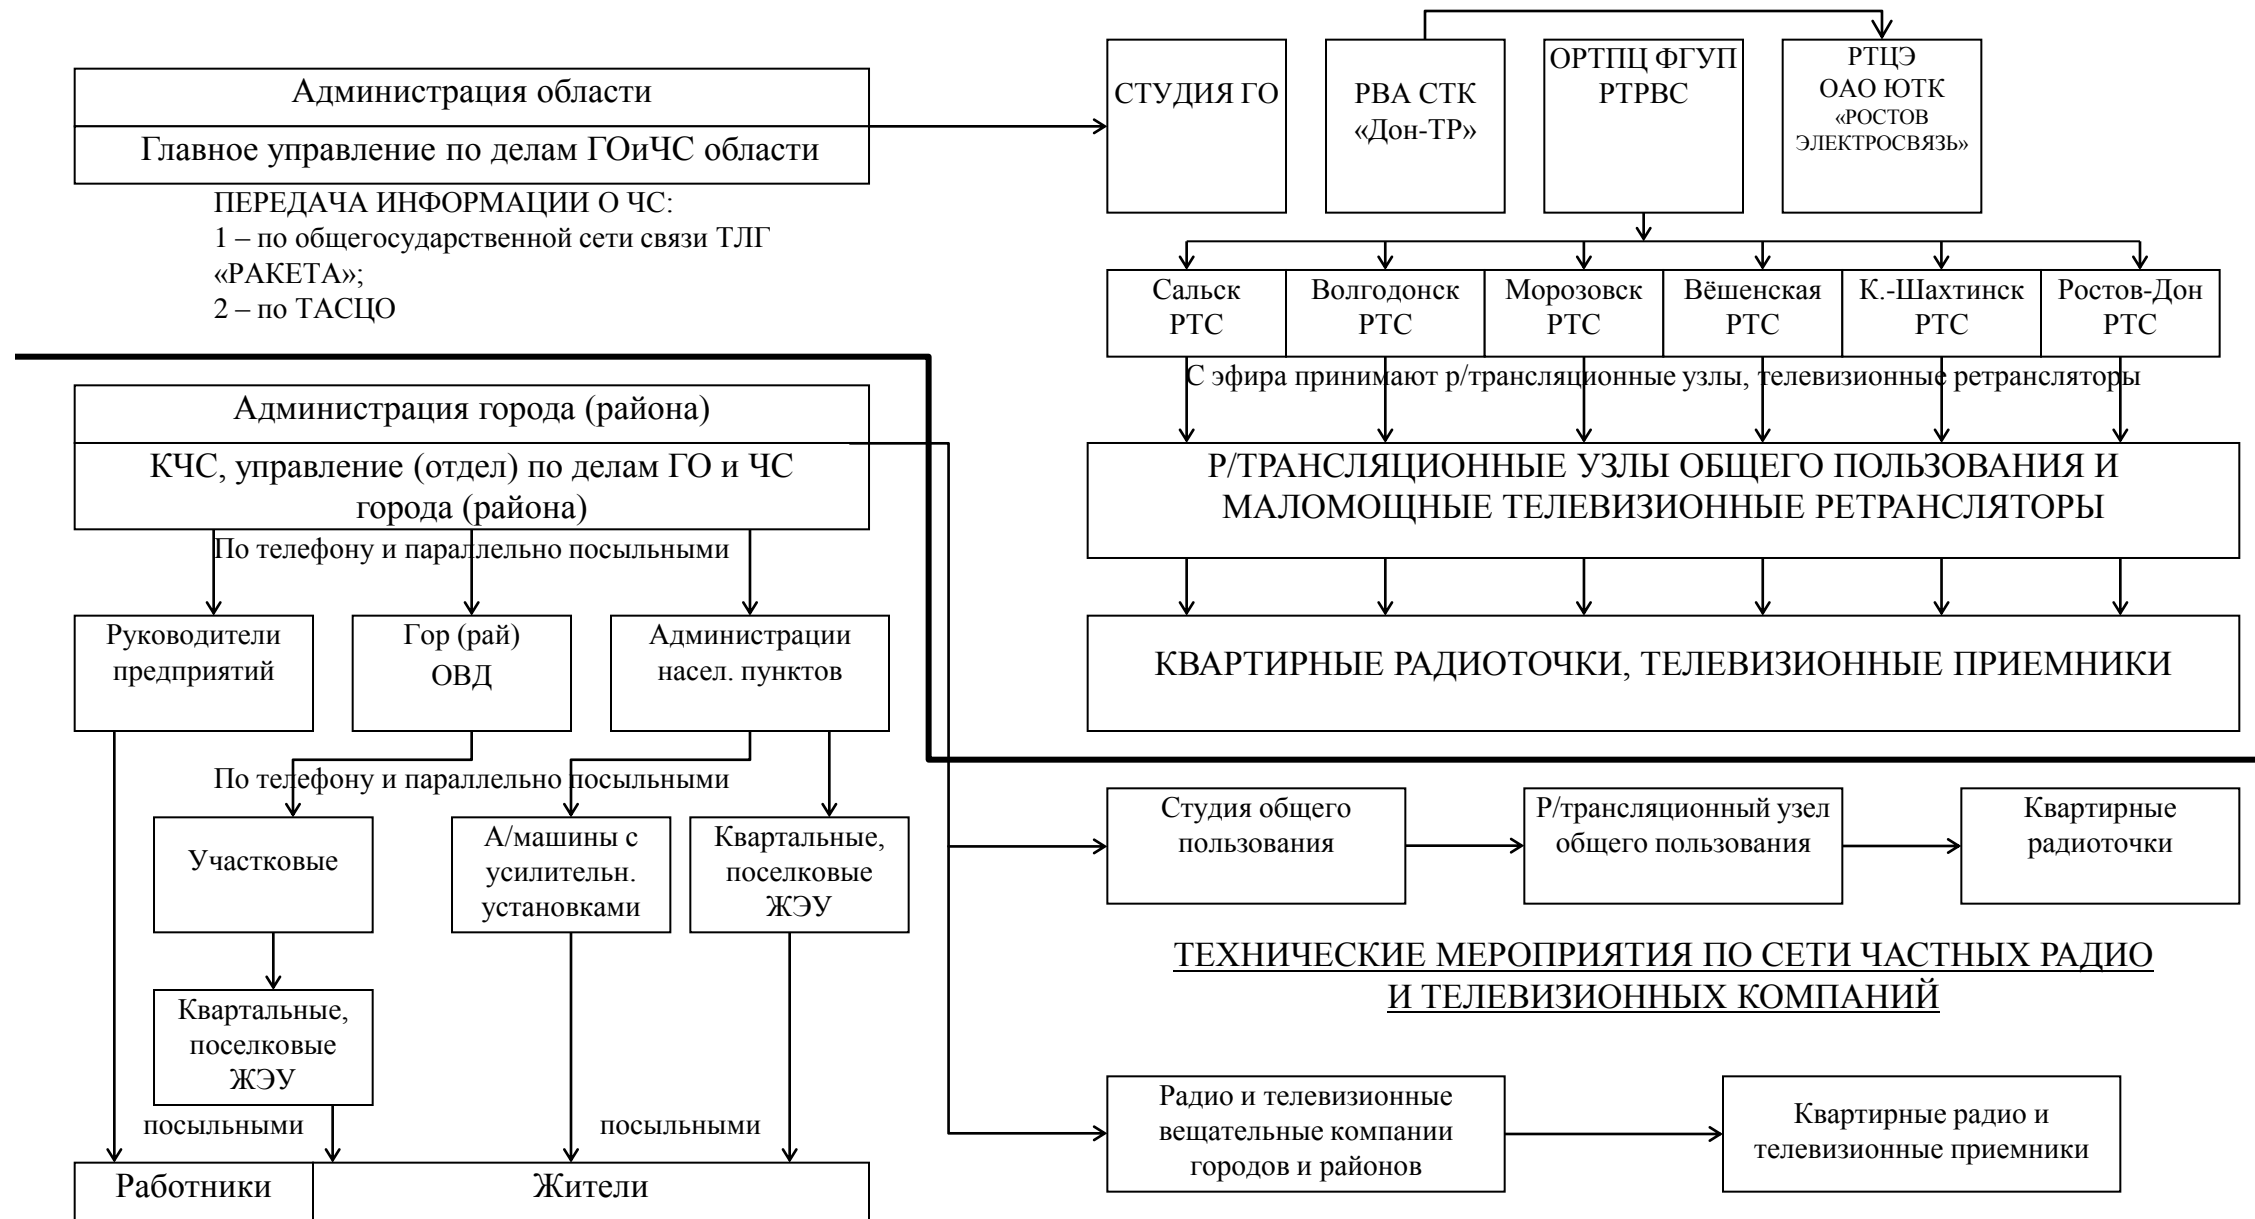 Администрация области
Главное управление по делам ГОиЧС области
ПЕРЕДАЧА ИНФОРМАЦИИ О ЧС:
1 – по общегосударственной сети связи ТЛГ
«РАКЕТА»;
2 – по ТАСЦО
СТУДИЯ ГО
РВА СТК
«Дон-ТР»
ОРТПЦ ФГУП
РТРВС
РТЦЭ
ОАО ЮТК
«РОСТОВ
ЭЛЕКТРОСВЯЗЬ»
Сальск
РТС
Волгодонск
РТС
Морозовск
РТС
Вёшенская
РТС
К.-Шахтинск
РТС
Ростов-Дон
РТС
С эфира принимают р/трансляционные узлы, телевизионные ретрансляторы
Р/ТРАНСЛЯЦИОННЫЕ УЗЛЫ ОБЩЕГО ПОЛЬЗОВАНИЯ И
МАЛОМОЩНЫЕ ТЕЛЕВИЗИОННЫЕ РЕТРАНСЛЯТОРЫ
КВАРТИРНЫЕ РАДИОТОЧКИ, ТЕЛЕВИЗИОННЫЕ ПРИЕМНИКИ
Администрация города (района)
КЧС, управление (отдел) по делам ГО и ЧС
города (района)
По телефону и параллельно посыльными
Руководители
предприятий
Гор (рай)
ОВД
Администрации
насел. пунктов
По телефону и параллельно посыльными
Участковые
А/машины с
усилительн.
установками
Квартальные,
поселковые
ЖЭУ
Квартальные,
поселковые
ЖЭУ
посыльными
посыльными
Работники
Жители
Студия общего
пользования
Р/трансляционный узел
общего пользования
Квартирные
радиоточки
ТЕХНИЧЕСКИЕ МЕРОПРИЯТИЯ ПО СЕТИ ЧАСТНЫХ РАДИО
И ТЕЛЕВИЗИОННЫХ КОМПАНИЙ
Радио и телевизионные
вещательные компании
городов и районов
Квартирные радио и
телевизионные приемники